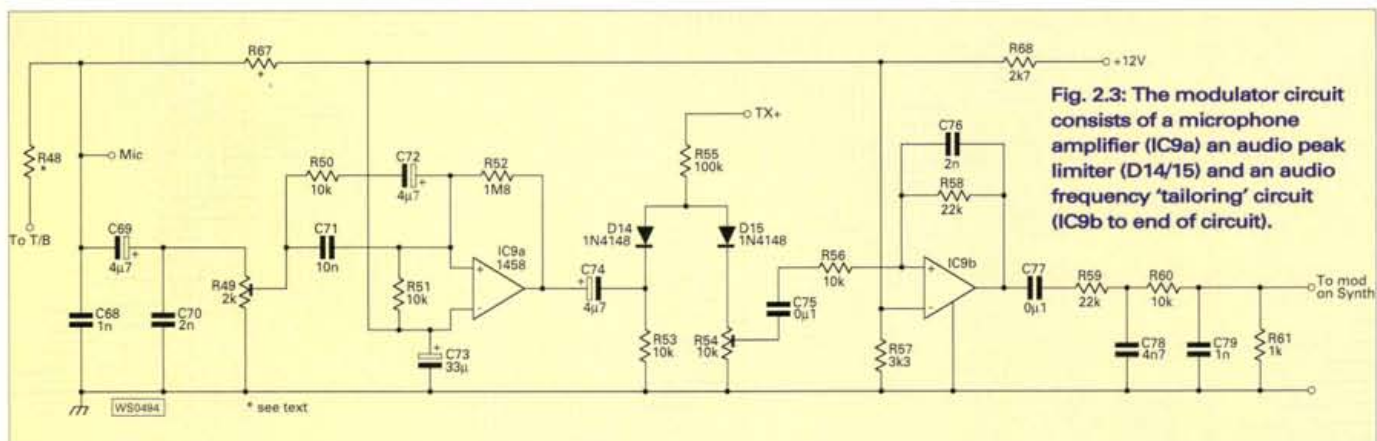 R67
*
R68
2k7
+12V
Fig. 2.3: The modulator circuit
consists of a microphone
amplifier (IC9a) an audio peak
limiter (D14/15) and an audio
frequency 'tailoring' circuit
(IC9b to end of circuit).
TX+
R48
*
Mic
To T/B
C69
4µ7
C68
1n
C70
2n
R49
2k
R50
10k
C72
4µ7
+
R52
1M8
C71
10n
R51
10k
+
-
IC9a
1458
C73
33µ
+
C74
4µ7
+
R55
100k
D14
1N4148
D15
1N4148
R53
10k
R54
10k
C75
0µ1
R56
10k
C76
2n
R58
22k
+
-
IC9b
R57
3k3
C77
0µ1
R59
22k
R60
10k
C78
4n7
C79
1n
R61
1k
To mod
on Synth
WS0494
* see text